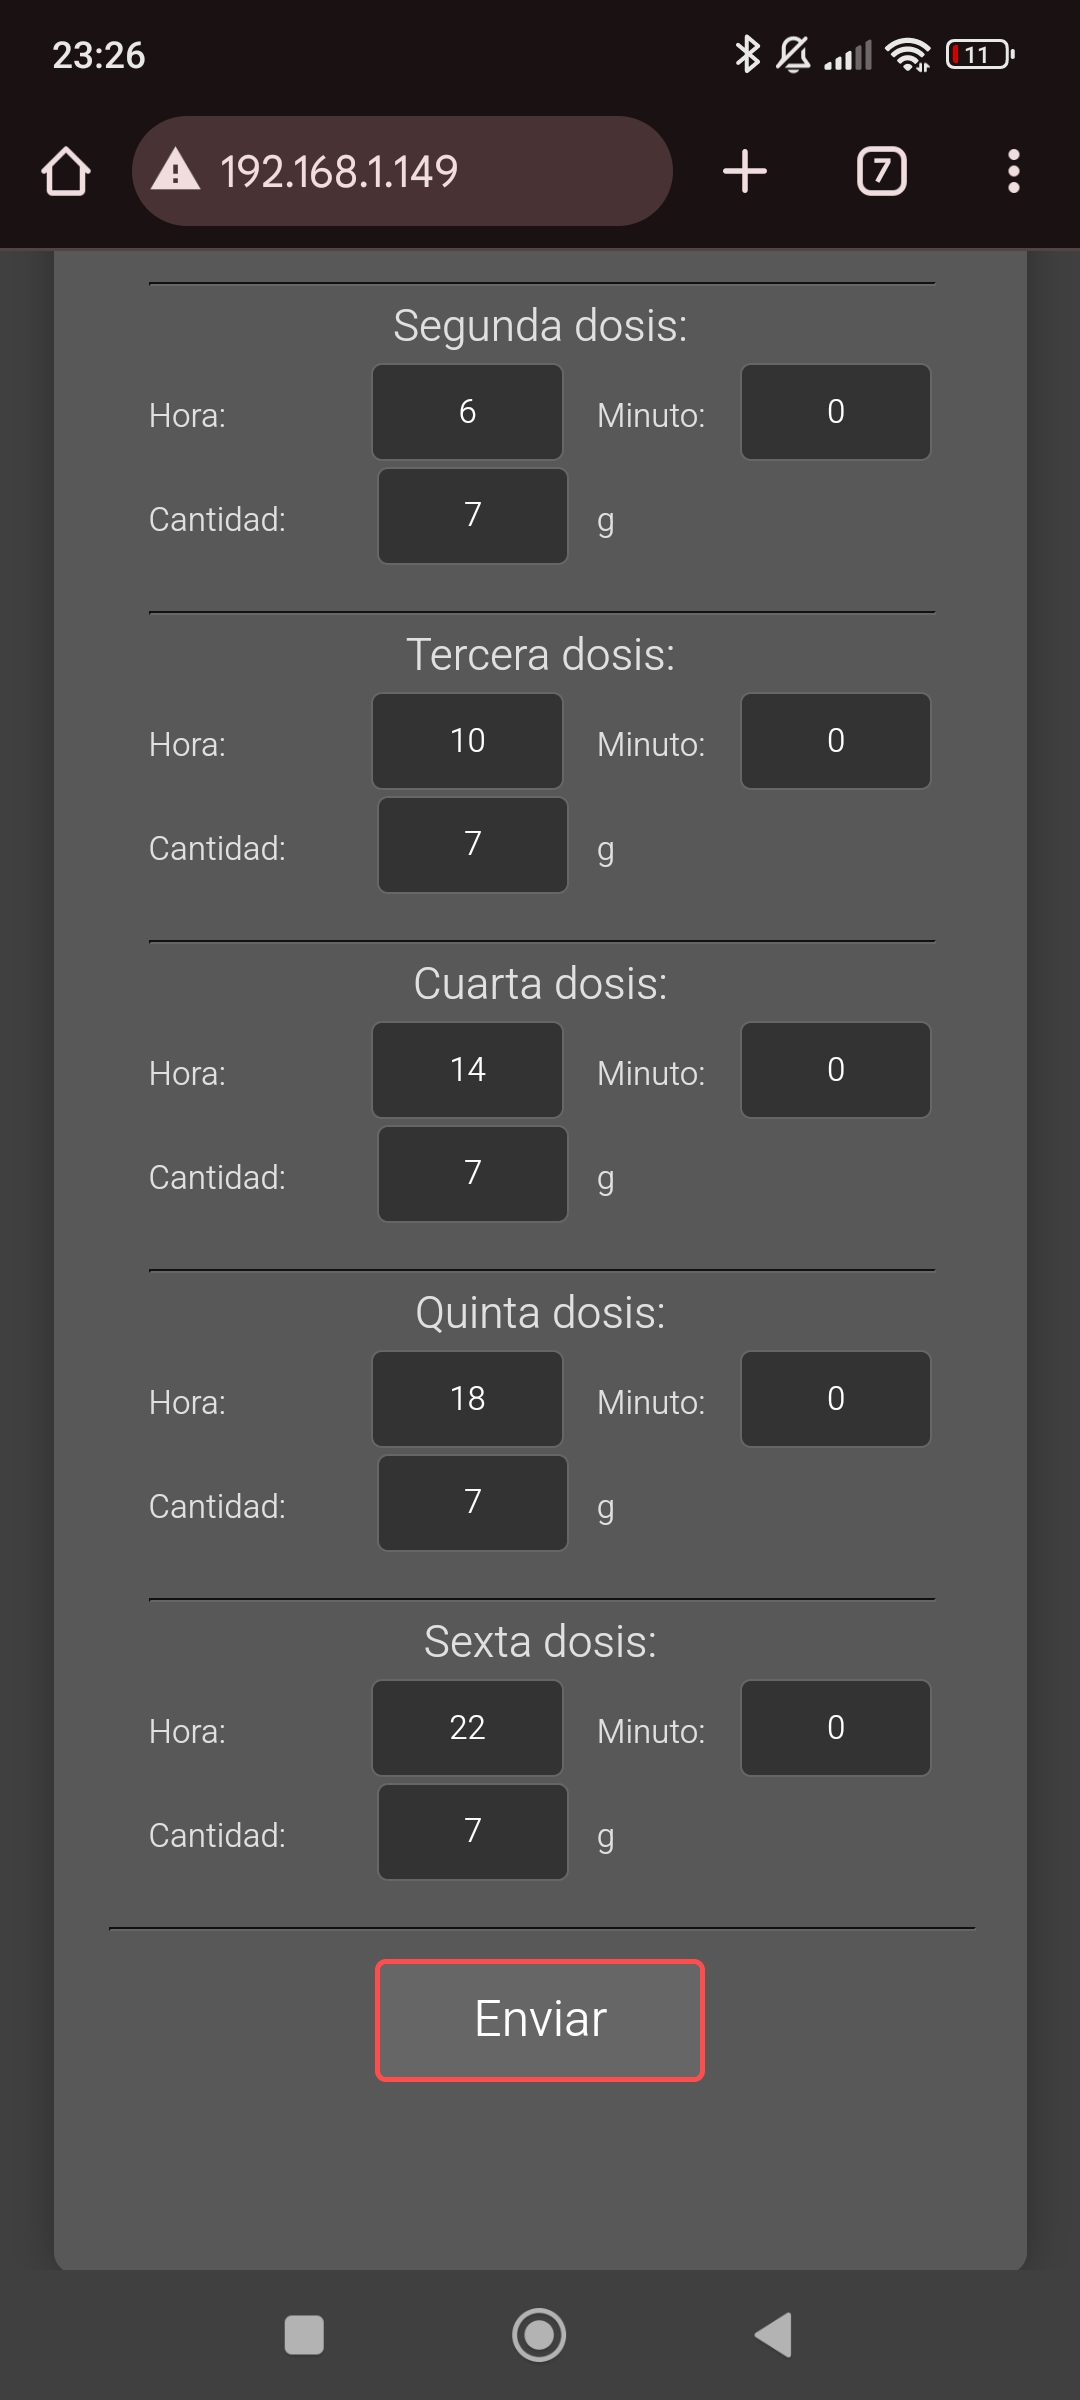 23:26 11
192.168.1.149 7
Segunda dosis:
Hora: 6 Minuto: 0
Cantidad: 7 g
Tercera dosis:
Hora: 10 Minuto: 0
Cantidad: 7 g
Cuarta dosis:
Hora: 14 Minuto: 0
Cantidad: 7 g
Quinta dosis:
Hora: 18 Minuto: 0
Cantidad: 7 g
Sexta dosis:
Hora: 22 Minuto: 0
Cantidad: 7 g
Enviar